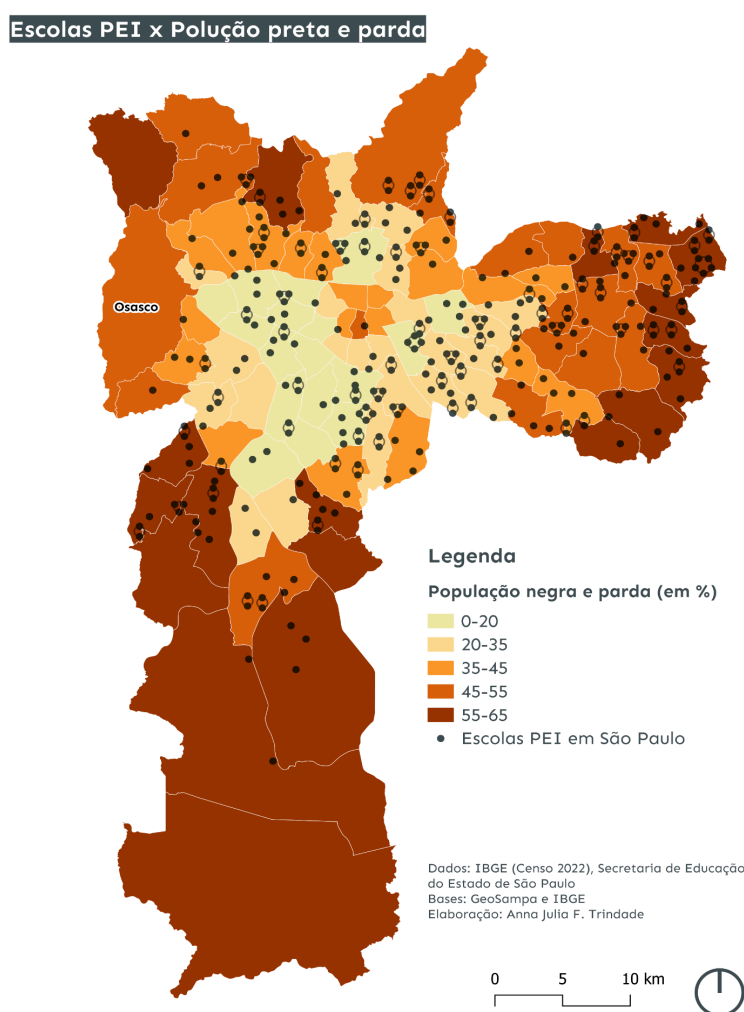 Escolas PEI x Polução preta e parda
Osasco
Legenda
População negra e parda (em %)
0-20
20-35
35-45
45-55
55-65
Escolas PEI em São Paulo
Dados: IBGE (Censo 2022), Secretaria de Educação
do Estado de São Paulo
Bases: GeoSampa e IBGE
Elaboração: Anna Julia F. Trindade
0 5 10 km